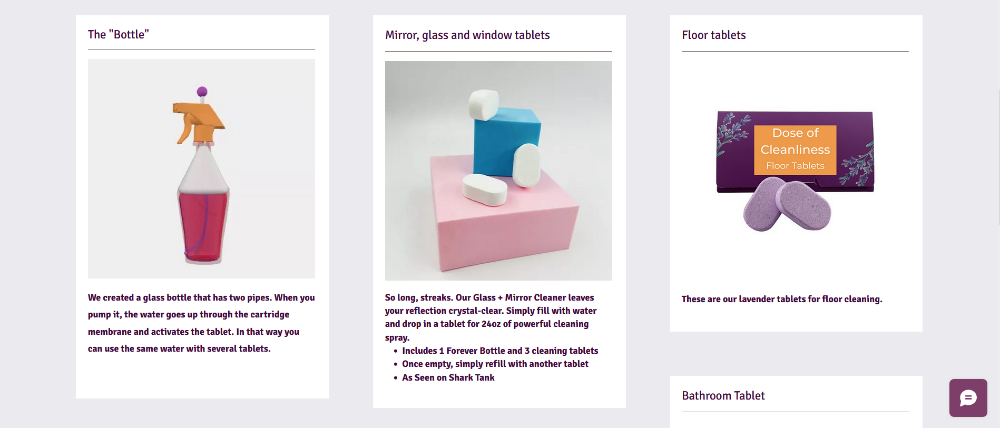 The "Bottle"
We created a glass bottle that has two pipes. When you
pump it, the water goes up through the cartridge
membrane and activates the tablet. In that way you
can use the same water with several tablets.
Mirror, glass and window tablets
So long, streaks. Our Glass + Mirror Cleaner leaves
your reflection crystal-clear. Simply fill with water
and drop in a tablet for 24oz of powerful cleaning
spray.
• Includes 1 Forever Bottle and 3 cleaning tablets
• Once empty, simply refill with another tablet
• As Seen on Shark Tank
Floor tablets
Dose of
Cleanliness
Floor Tablets
These are our lavender tablets for floor cleaning.
Bathroom Tablet